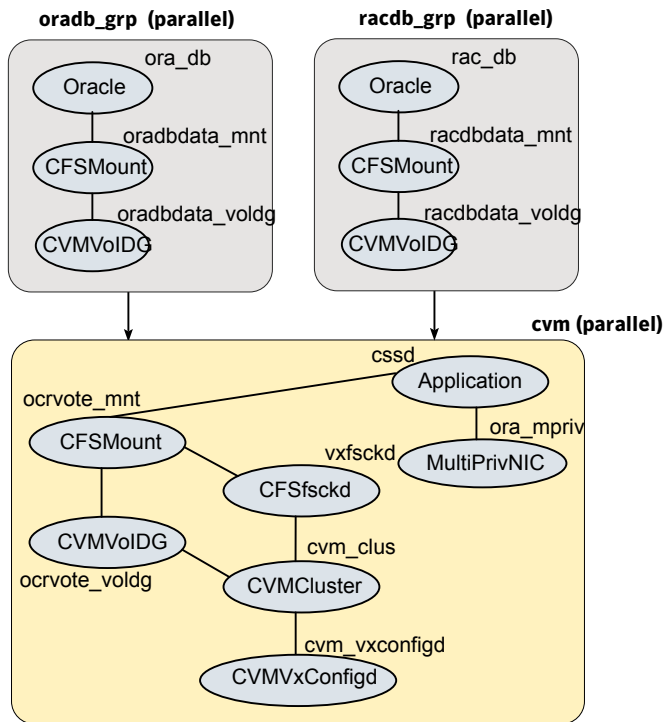 oradb_grp (parallel)
racdb_grp (parallel)
ora_db
Oracle
oradbdata_mnt
CFSMount
oradbdata_voldg
CVMVolDG
rac_db
Oracle
racdbdata_mnt
CFSMount
racdbdata_voldg
CVMVolDG
cvm (parallel)
cssd
Application
ocrvote_mnt
CFSMount
ora_mpriv
MultiPrivNIC
vxfsckd
CFSfsckd
CVMVolDG
ocrvote_voldg
cvm_clus
CVMCluster
cvm_vxconfigd
CVMVxConfigd